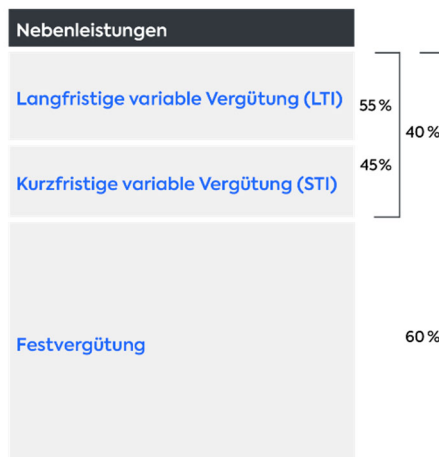 Nebenleistungen
Langfristige variable Vergütung (LTI)
55 %
40 %
45%
Kurzfristige variable Vergütung (STI)
Festvergütung
60 %